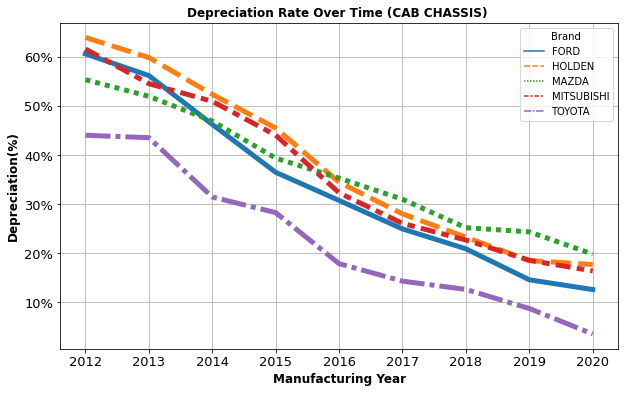 Depreciation Rate Over Time (CAB CHASSIS)
Brand
FORD
HOLDEN
MAZDA
MITSUBISHI
TOYOTA
Depreciation(%)
60%
50%
40%
30%
20%
10%
2012 2013 2014 2015 2016 2017 2018 2019 2020
Manufacturing Year